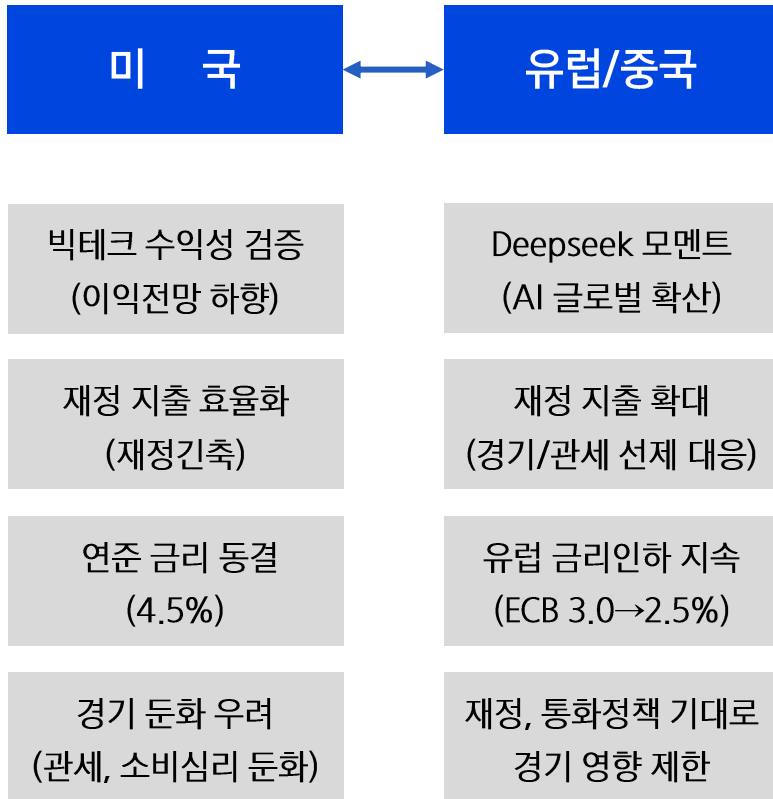 미 국
유럽/중국
빅테크 수익성 검증
(이익전망 하향)
Deepseek 모멘트
(AI 글로벌 확산)
재정 지출 효율화
(재정긴축)
재정 지출 확대
(경기/관세 선제 대응)
연준 금리 동결
(4.5%)
유럽 금리인하 지속
(ECB 3.0→2.5%)
경기 둔화 우려
(관세, 소비심리 둔화)
재정, 통화정책 기대로
경기 영향 제한